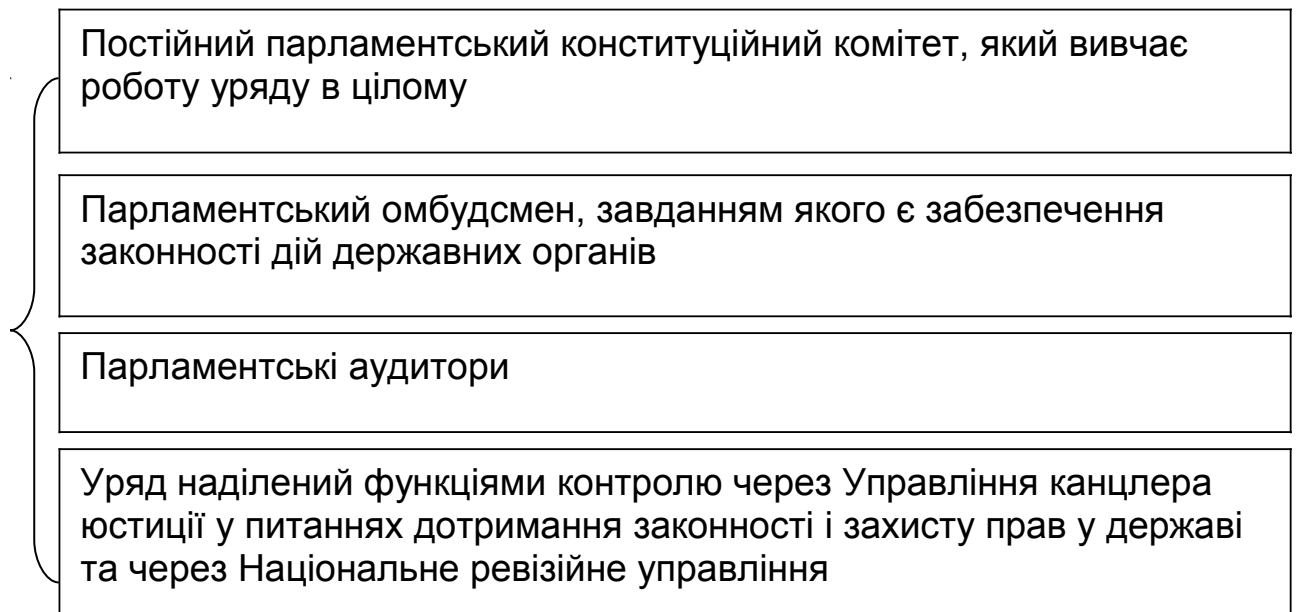 Постійний парламентський конституційний комітет, який вивчає
роботу уряду в цілому
Парламентський омбудсмен, завданням якого є забезпечення
законності дій державних органів
Парламентські аудитори
Уряд наділений функціями контролю через Управління канцлера
юстиції у питаннях дотримання законності і захисту прав у державі
та через Національне ревізійне управління